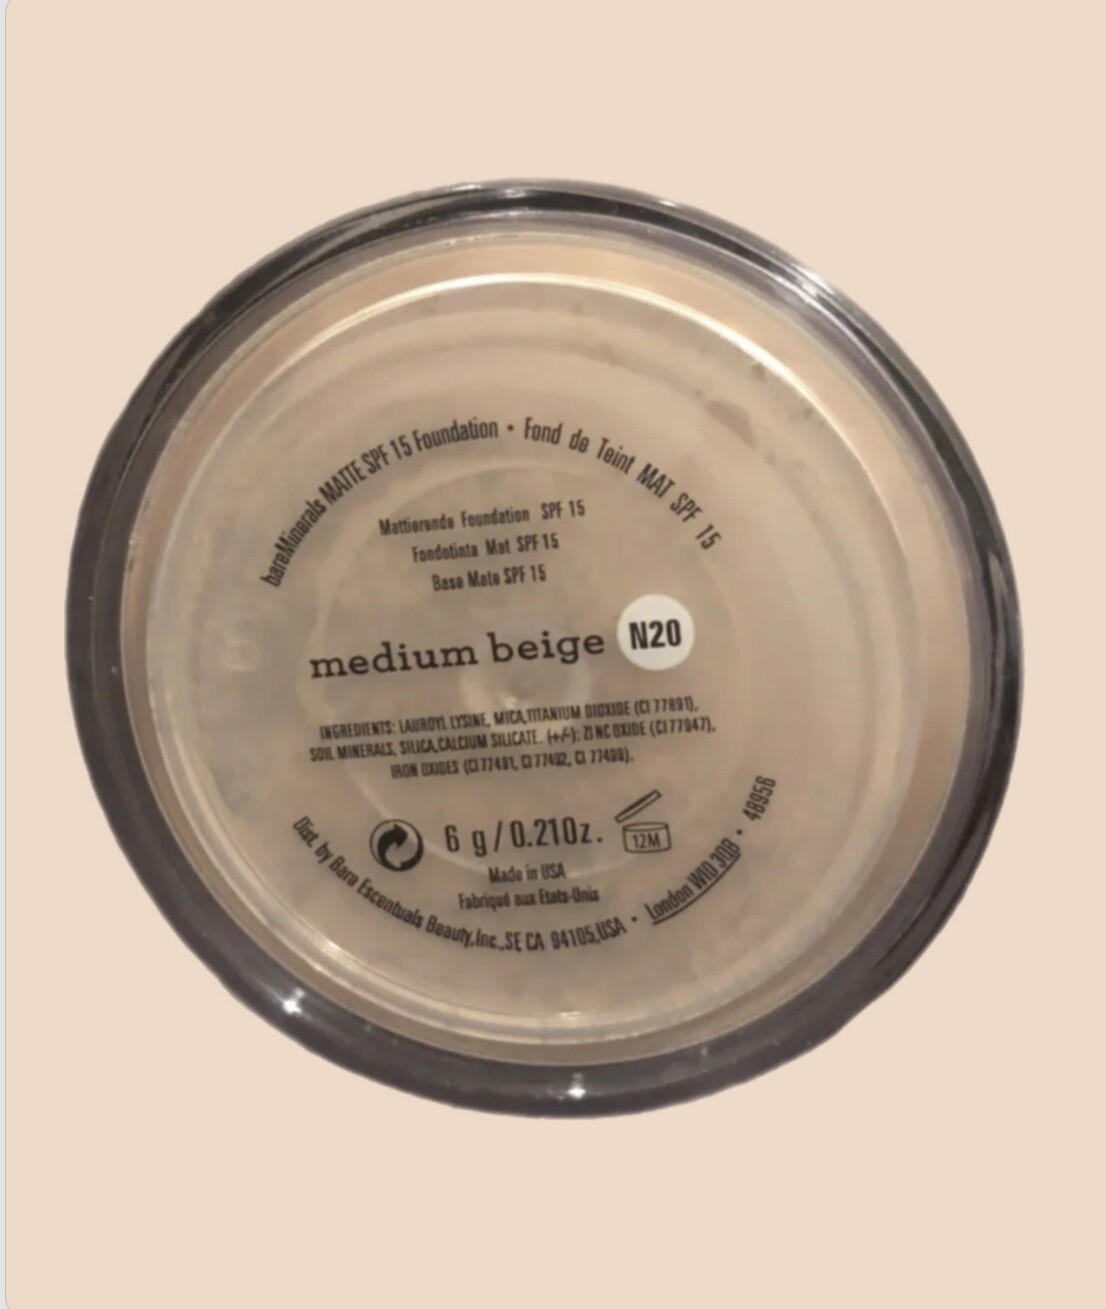 bareMinerals MATTE SPF 15 Foundation • Fond de Teint MAT SPF 15
Mattierende Foundation SPF 15
Fondotinta Mat SPF 15
Base Mate SPF 15
medium beige N20
INGREDIENTS: LAUROYL LYSINE, MICA, TITANIUM DIOXIDE (CI 77891),
SOIL MINERALS, SILICA, CALCIUM SILICATE. (+/-): ZINC OXIDE (CI 77947),
IRON OXIDES (CI 77491, CI 77492, CI 77499).
6 g / 0.21Oz.
12M
Made in USA
Fabriqué aux Etats-Unis
Dist. by Bare Escentuals Beauty, Inc., SF, CA 94105, USA • London W1D 3QB • 48956